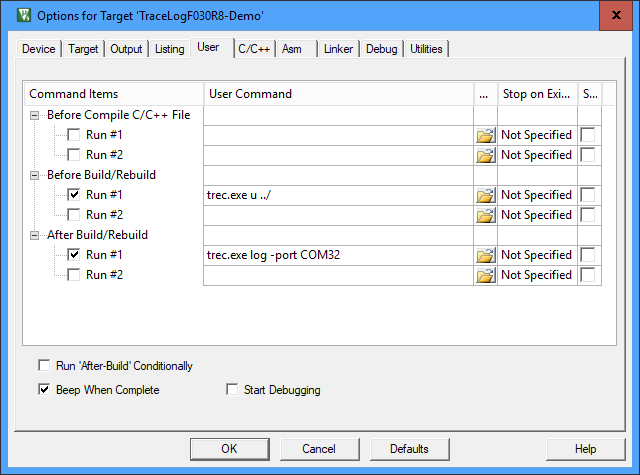 Options for Target 'TraceLogF030R8-Demo'
Device Target Output Listing User C/C++ Asm Linker Debug Utilities
Command Items User Command ... Stop on Exi... S...
Before Compile C/C++ File
Run #1 Not Specified
Run #2 Not Specified
Before Build/Rebuild
Run #1 trec.exe u ../ Not Specified
Run #2 Not Specified
After Build/Rebuild
Run #1 trec.exe log -port COM32 Not Specified
Run #2 Not Specified
Run 'After-Build' Conditionally
Beep When Complete Start Debugging
OK Cancel Defaults Help